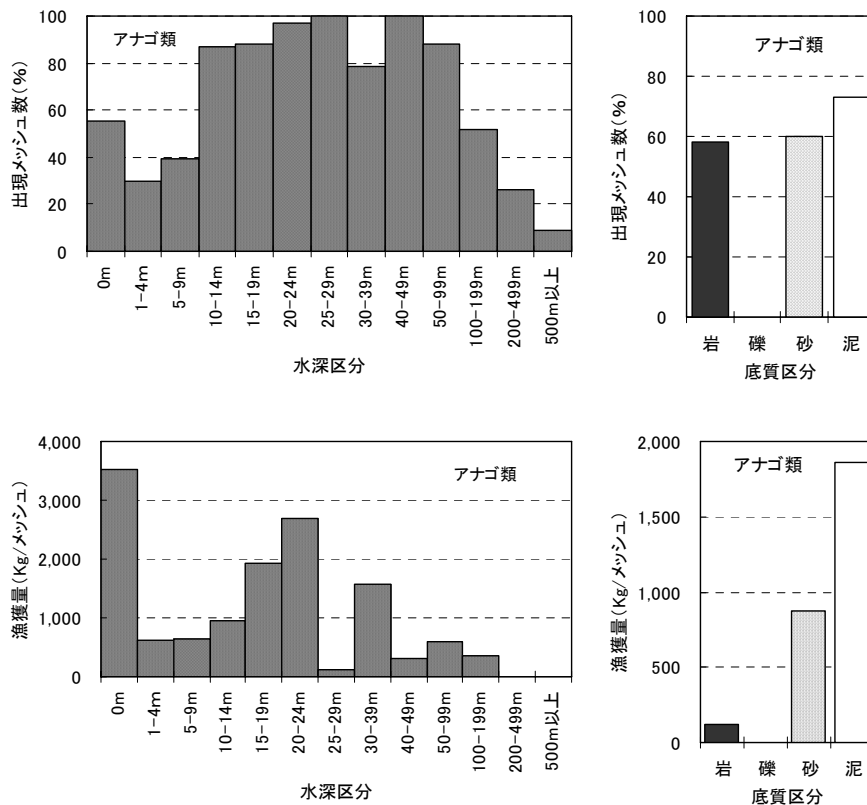 アナゴ類
出現メッシュ数(%)
100
80
60
40
20
0
0m
1-4m
5-9m
10-14m
15-19m
20-24m
25-29m
30-39m
40-49m
50-99m
100-199m
200-499m
500m以上
水深区分
アナゴ類
出現メッシュ数(%)
100
80
60
40
20
0
岩 礫 砂 泥
底質区分
アナゴ類
漁獲量(Kg/メッシュ)
4,000
3,000
2,000
1,000
0
0m
1-4m
5-9m
10-14m
15-19m
20-24m
25-29m
30-39m
40-49m
50-99m
100-199m
200-499m
500m以上
水深区分
アナゴ類
漁獲量(Kg/メッシュ)
2,000
1,500
1,000
500
0
岩 礫 砂 泥
底質区分